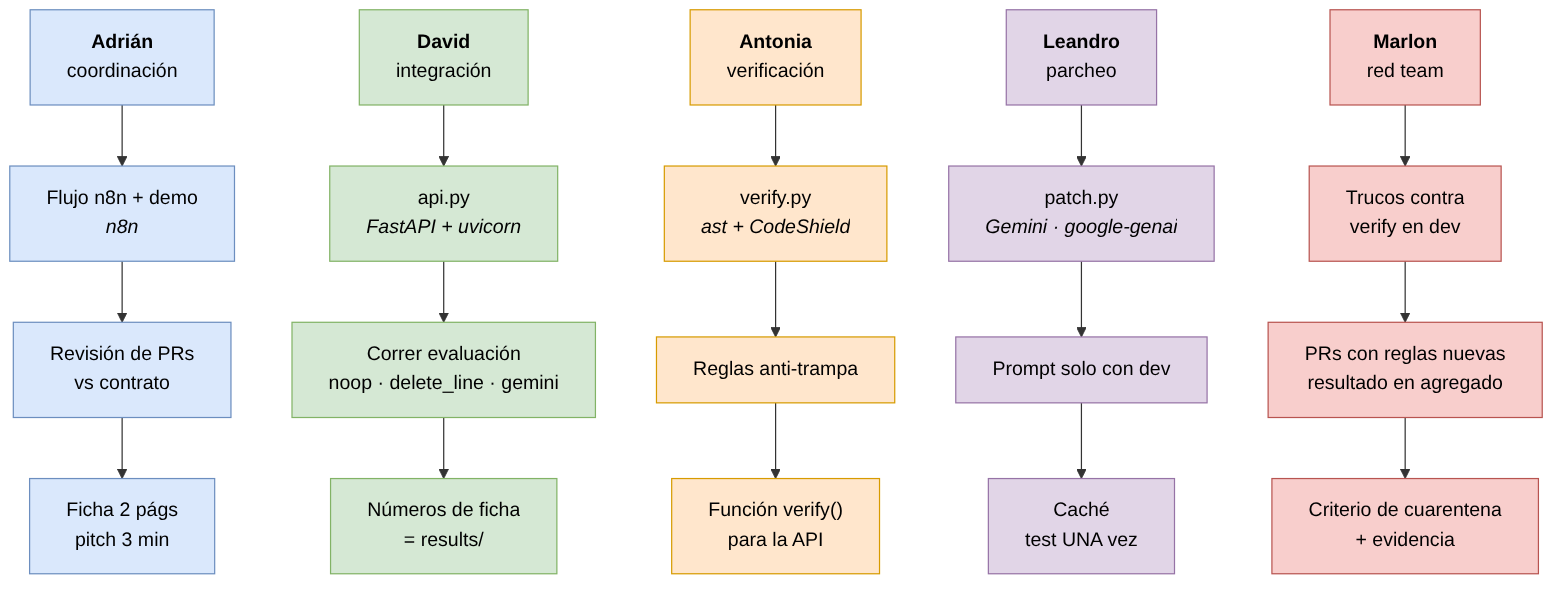 Adrián
coordinación
Flujo n8n + demo
n8n
Revisión de PRs
vs contrato
Ficha 2 págs
pitch 3 min
David
integración
api.py
FastAPI + uvicorn
Correr evaluación
noop · delete_line · gemini
Números de ficha
= results/
Antonia
verificación
verify.py
ast + CodeShield
Reglas anti-trampa
Función verify()
para la API
Leandro
parcheo
patch.py
Gemini · google-genai
Prompt solo con dev
Caché
test UNA vez
Marlon
red team
Trucos contra
verify en dev
PRs con reglas nuevas
resultado en agregado
Criterio de cuarentena
+ evidencia